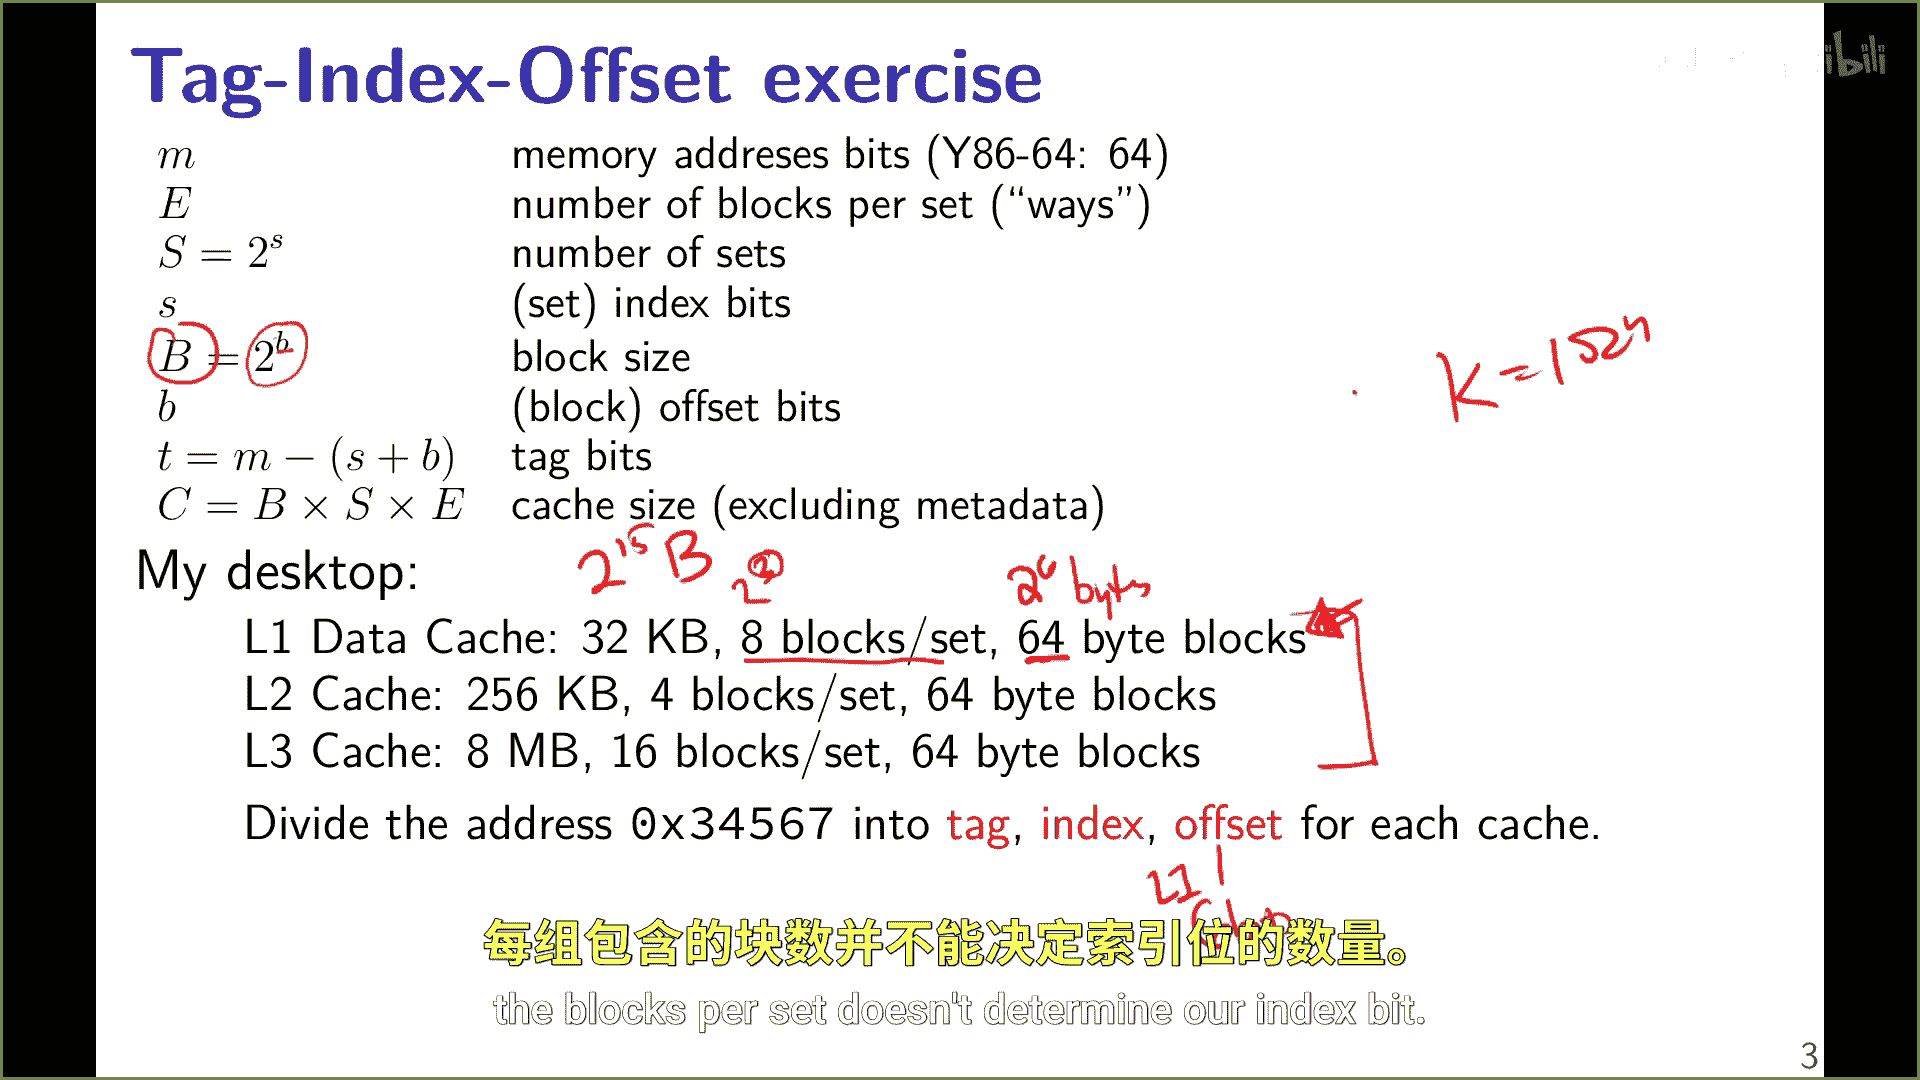 Tag-Index-Offset exercise
m memory addreses bits (Y86-64: 64)
E number of blocks per set (“ways”)
S = 2^s number of sets
s (set) index bits
B = 2^b block size
b (block) offset bits
t = m − (s + b) tag bits
C = B × S × E cache size (excluding metadata)
K = 1024
My desktop:
2^15 B 2^3 2^6 bytes
L1 Data Cache: 32 KB, 8 blocks/set, 64 byte blocks
L2 Cache: 256 KB, 4 blocks/set, 64 byte blocks
L3 Cache: 8 MB, 16 blocks/set, 64 byte blocks
Divide the address 0x34567 into tag, index, offset for each cache.
L1
每组包含的块数并不能决定索引位的数量。
the blocks per set doesn't determine our index bit.
3